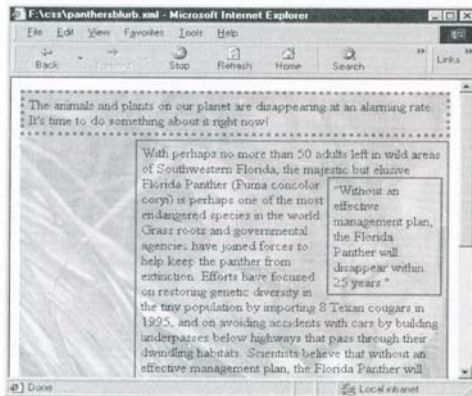 F:\css\panthersblurb.xml - Microsoft Internet Explorer
File Edit View Favorites Tools Help
Back Stop Refresh Home Search Links
The animals and plants on our planet are disappearing at an alarming rate.
It's time to do something about it right now!
With perhaps no more than 50 adults left in wild areas
of Southwestern Florida, the majestic but elusive
Florida Panther (Puma concolor
coryi) is perhaps one of the most
endangered species in the world.
Grass roots and governmental
agencies have joined forces to
help keep the panther from
extinction. Efforts have focused
on restoring genetic diversity in
"Without an
effective
management plan,
the Florida
Panther will
disappear within
25 years."
the tiny population by importing 8 Texan cougars in
1995, and on avoiding accidents with cars by building
underpasses below highways that pass through their
dwindling habitats. Scientists believe that without an
effective management plan, the Florida Panther will
Done Local intranet